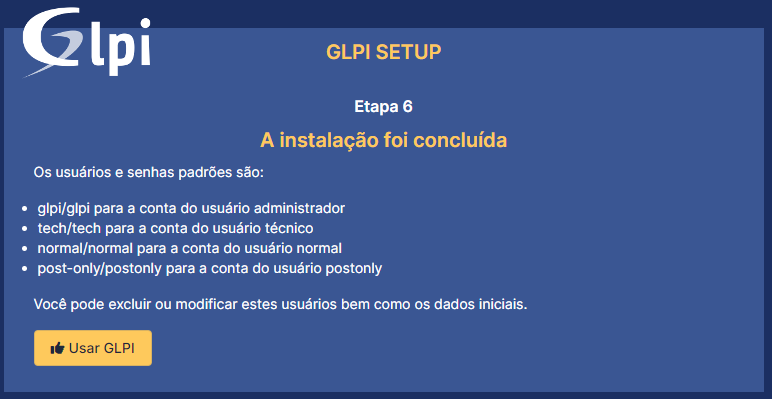 Glpi
GLPI SETUP
Etapa 6
A instalação foi concluída
Os usuários e senhas padrões são:
glpi/glpi para a conta do usuário administrador
tech/tech para a conta do usuário técnico
normal/normal para a conta do usuário normal
post-only/postonly para a conta do usuário postonly
Você pode excluir ou modificar estes usuários bem como os dados iniciais.
Usar GLPI